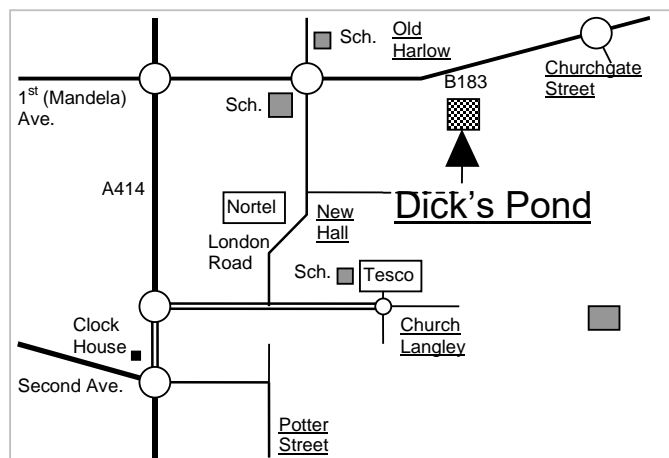 Sch.
Old
Harlow
Churchgate
Street
B183
1st (Mandela)
Ave.
Sch.
A414
Nortel
New
Hall
Dick's Pond
London
Road
Sch.
Tesco
Church
Langley
Clock
House
Second Ave.
Potter
Street